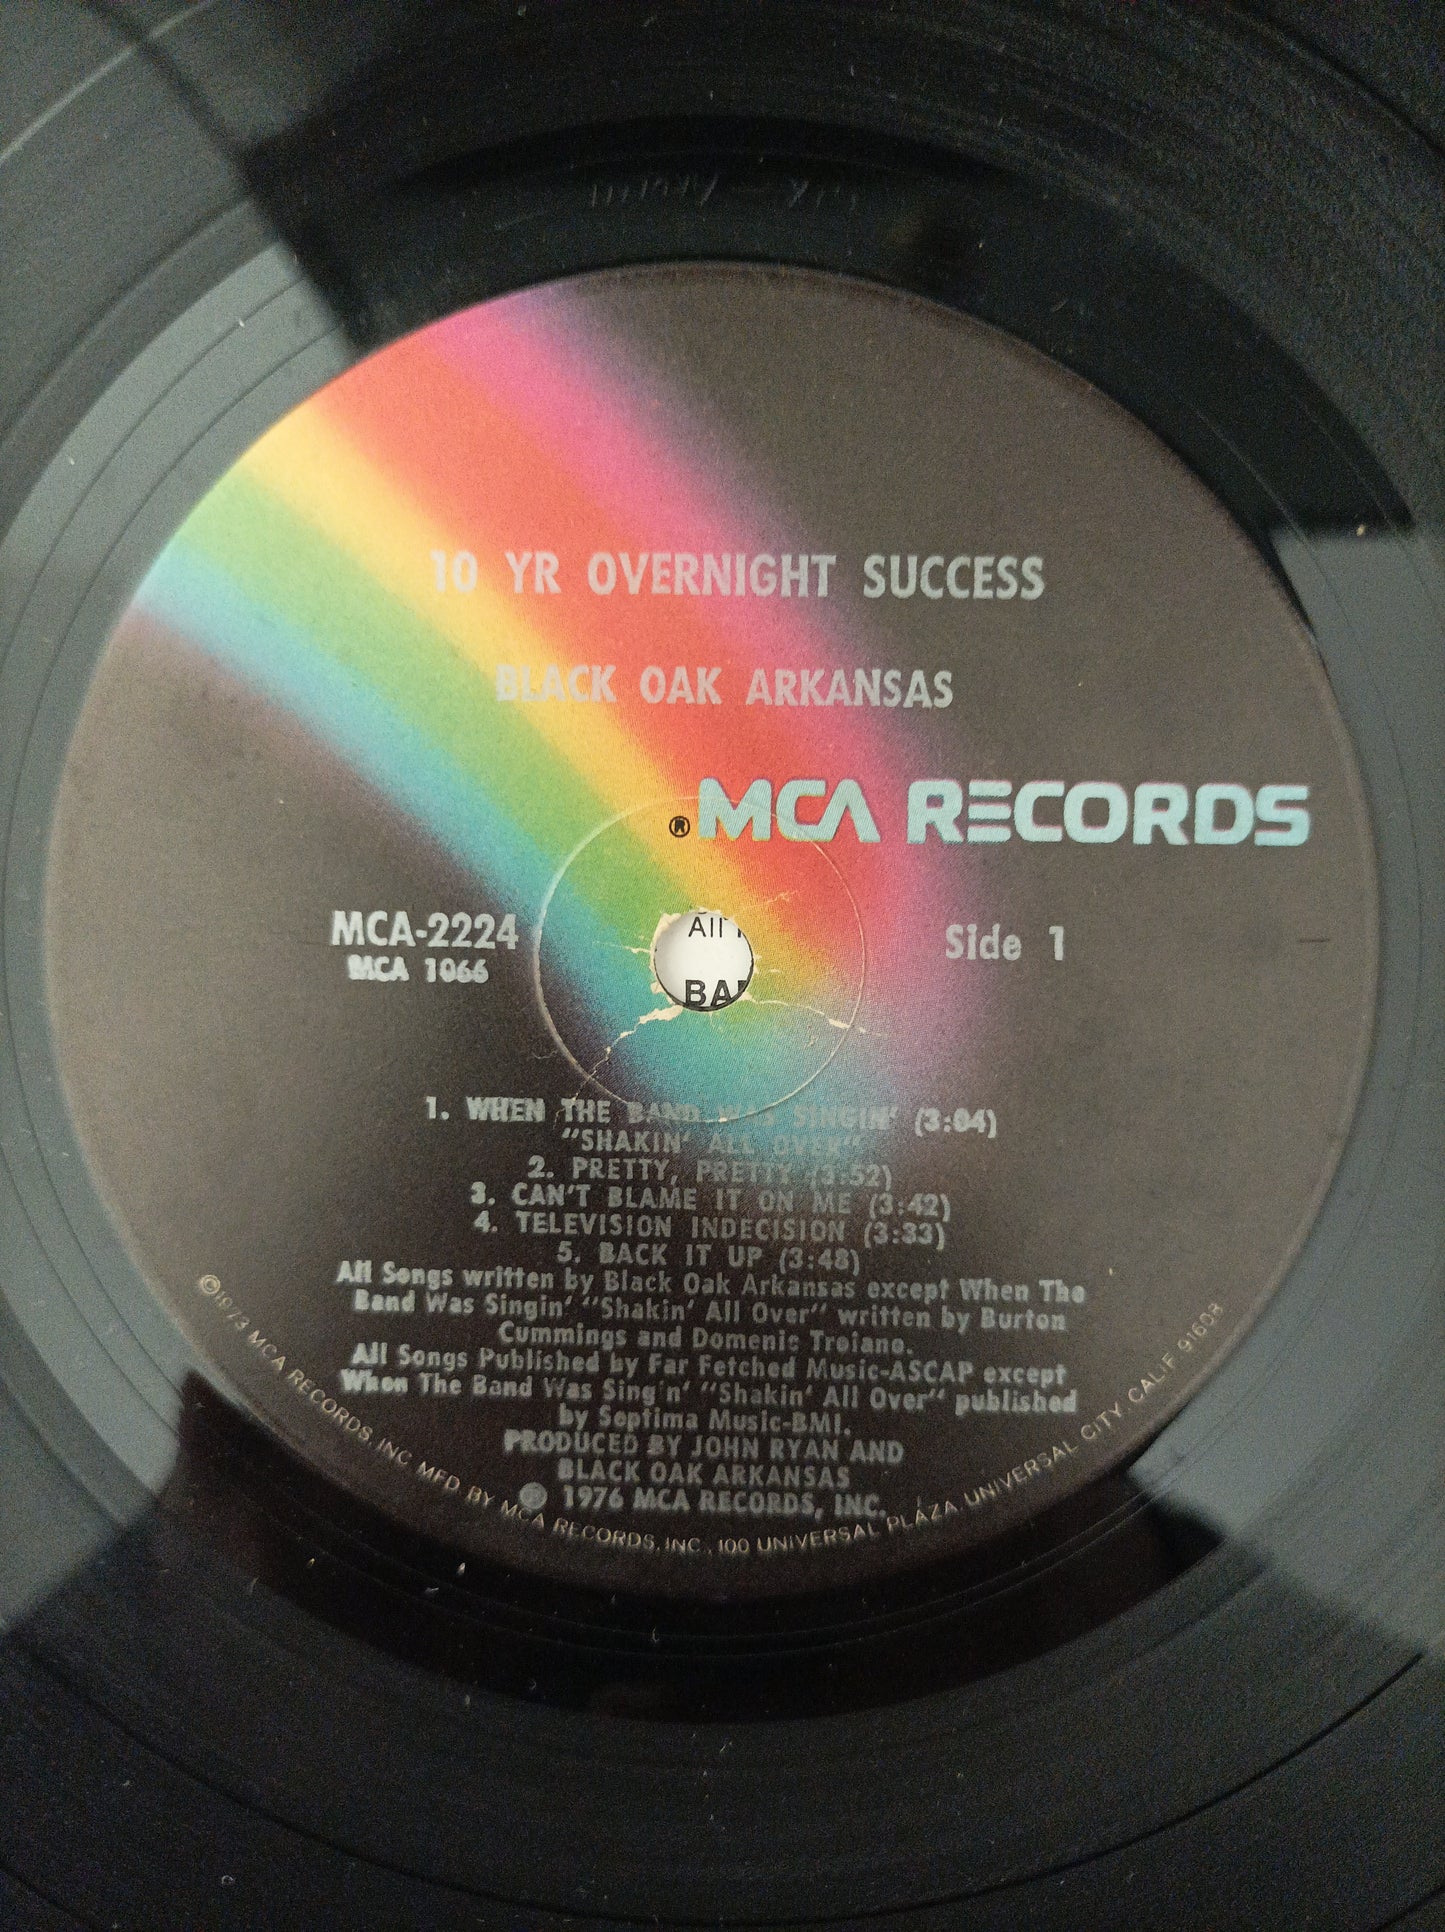 10 YR OVERNIGHT SUCCESS
BLACK OAK ARKANSAS
® MCA RECORDS
MCA-2224
MCA 1066
Side 1
All
BA
1. WHEN THE BAND WAS SINGIN' (3:04)
"SHAKIN' ALL OVER"
2. PRETTY, PRETTY (3:52)
3. CAN'T BLAME IT ON ME (3:42)
4. TELEVISION INDECISION (3:33)
5. BACK IT UP (3:48)
All Songs written by Black Oak Arkansas except When The
Band Was Singin' "Shakin' All Over" written by Burton
Cummings and Domenic Troiano.
All Songs Published by Far Fetched Music-ASCAP except
When The Band Was Singin' "Shakin' All Over" published
by Septima Music-BMI.
PRODUCED BY JOHN RYAN AND
BLACK OAK ARKANSAS
℗ 1976 MCA RECORDS, INC.
©1973 MCA RECORDS, INC MFD BY MCA RECORDS, INC., 100 UNIVERSAL PLAZA, UNIVERSAL CITY, CALIF 91608